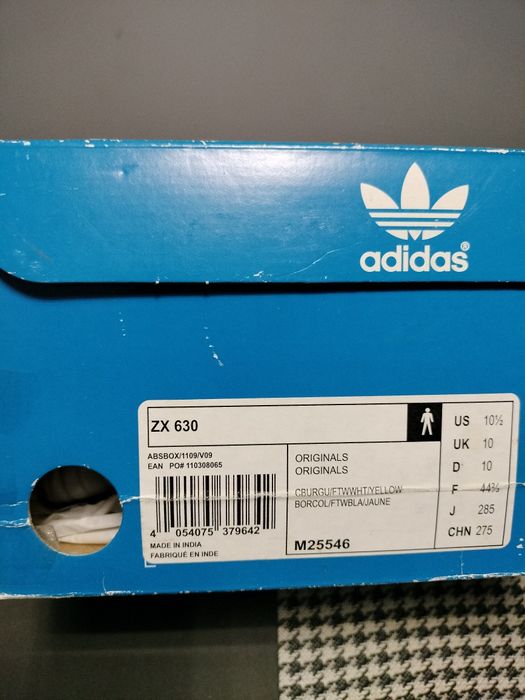 adidas®
ZX 630
ABSBOX/1109/V09
EAN PO# 110308065
4 054075 379642
MADE IN INDIA
FABRIQUÉ EN INDE
ORIGINALS
ORIGINALS
CBURGU/FTWWHT/YELLOW
BORCOL/FTWBLA/JAUNE
M25546
US 10½
UK 10
D 10
F 44⅔
J 285
CHN 275